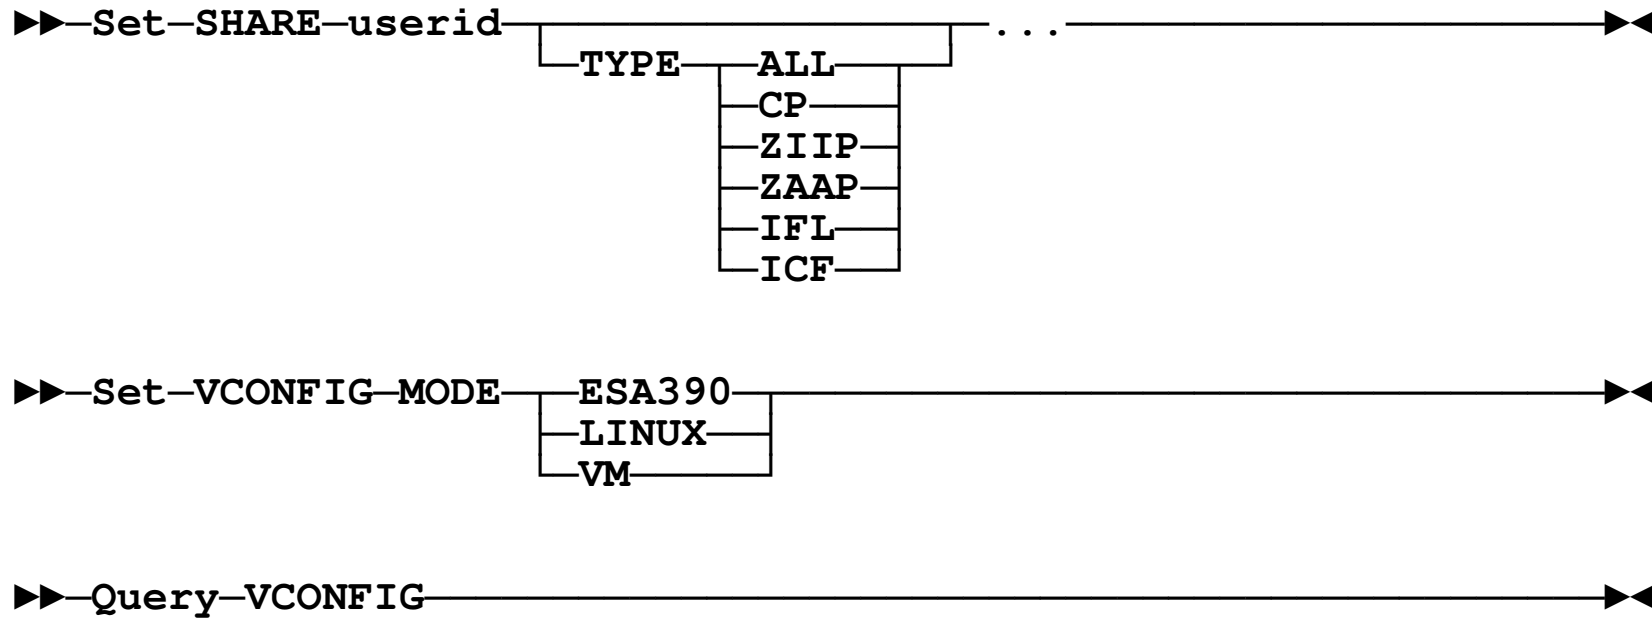 Set SHARE userid ...
TYPE ALL
CP
ZIIP
ZAAP
IFL
ICF
Set VCONFIG MODE ESA390
LINUX
VM
Query VCONFIG